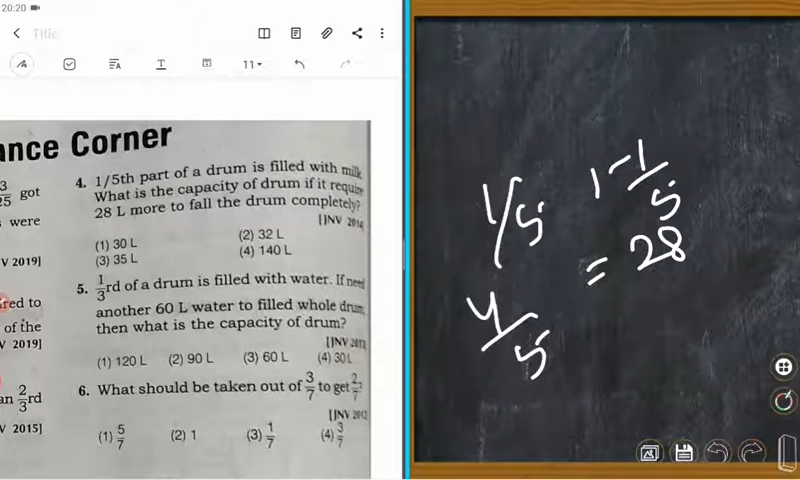 20:20
Title
11
ance Corner
3/25 got
s were
V 2019]
ired to
of the
V 2019]
an 2/3rd
V 2015]
4. 1/5th part of a drum is filled with milk
What is the capacity of drum if it require
28 L more to fall the drum completely?
[JNV 2014
(1) 30 L (2) 32 L
(3) 35 L (4) 140 L
5. 1/3rd of a drum is filled with water. If need
another 60 L water to filled whole drum,
then what is the capacity of drum?
[JNV 2013
(1) 120 L (2) 90 L (3) 60 L (4) 30 L
6. What should be taken out of 3/7 to get 2/7?
[JNV 2012
(1) 5/7 (2) 1 (3) 1/7 (4) 3/7
1/5 1-1/5
= 28
4/5